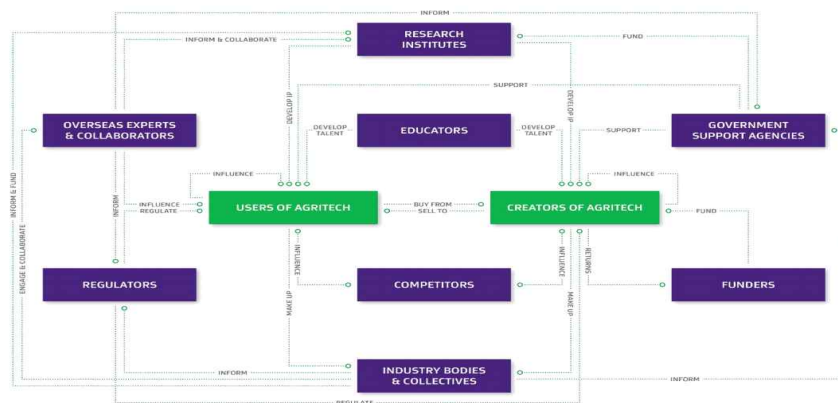 INFORM
INFORM & COLLABORATE
RESEARCH
INSTITUTES
FUND
SUPPORT
DEVELOP IP
DEVELOP IP
OVERSEAS EXPERTS
& COLLABORATORS
DEVELOP
TALENT
EDUCATORS
DEVELOP
TALENT
SUPPORT
GOVERNMENT
SUPPORT AGENCIES
INFLUENCE
INFLUENCE
INFORM & FUND
INFLUENCE
REGULATE
USERS OF AGRITECH
BUY FROM
SELL TO
CREATORS OF AGRITECH
FUND
ENGAGE & COLLABORATE
INFORM
INFLUENCE
INFLUENCE
RETURNS
REGULATORS
COMPETITORS
FUNDERS
MAKE UP
MAKE UP
INFORM
INDUSTRY BODIES
& COLLECTIVES
INFORM
REGULATE